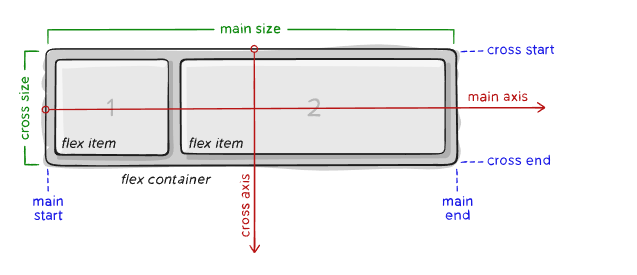 main size
cross start
cross size
1
2
main axis
flex item
flex item
cross end
flex container
cross axis
main
start
main
end